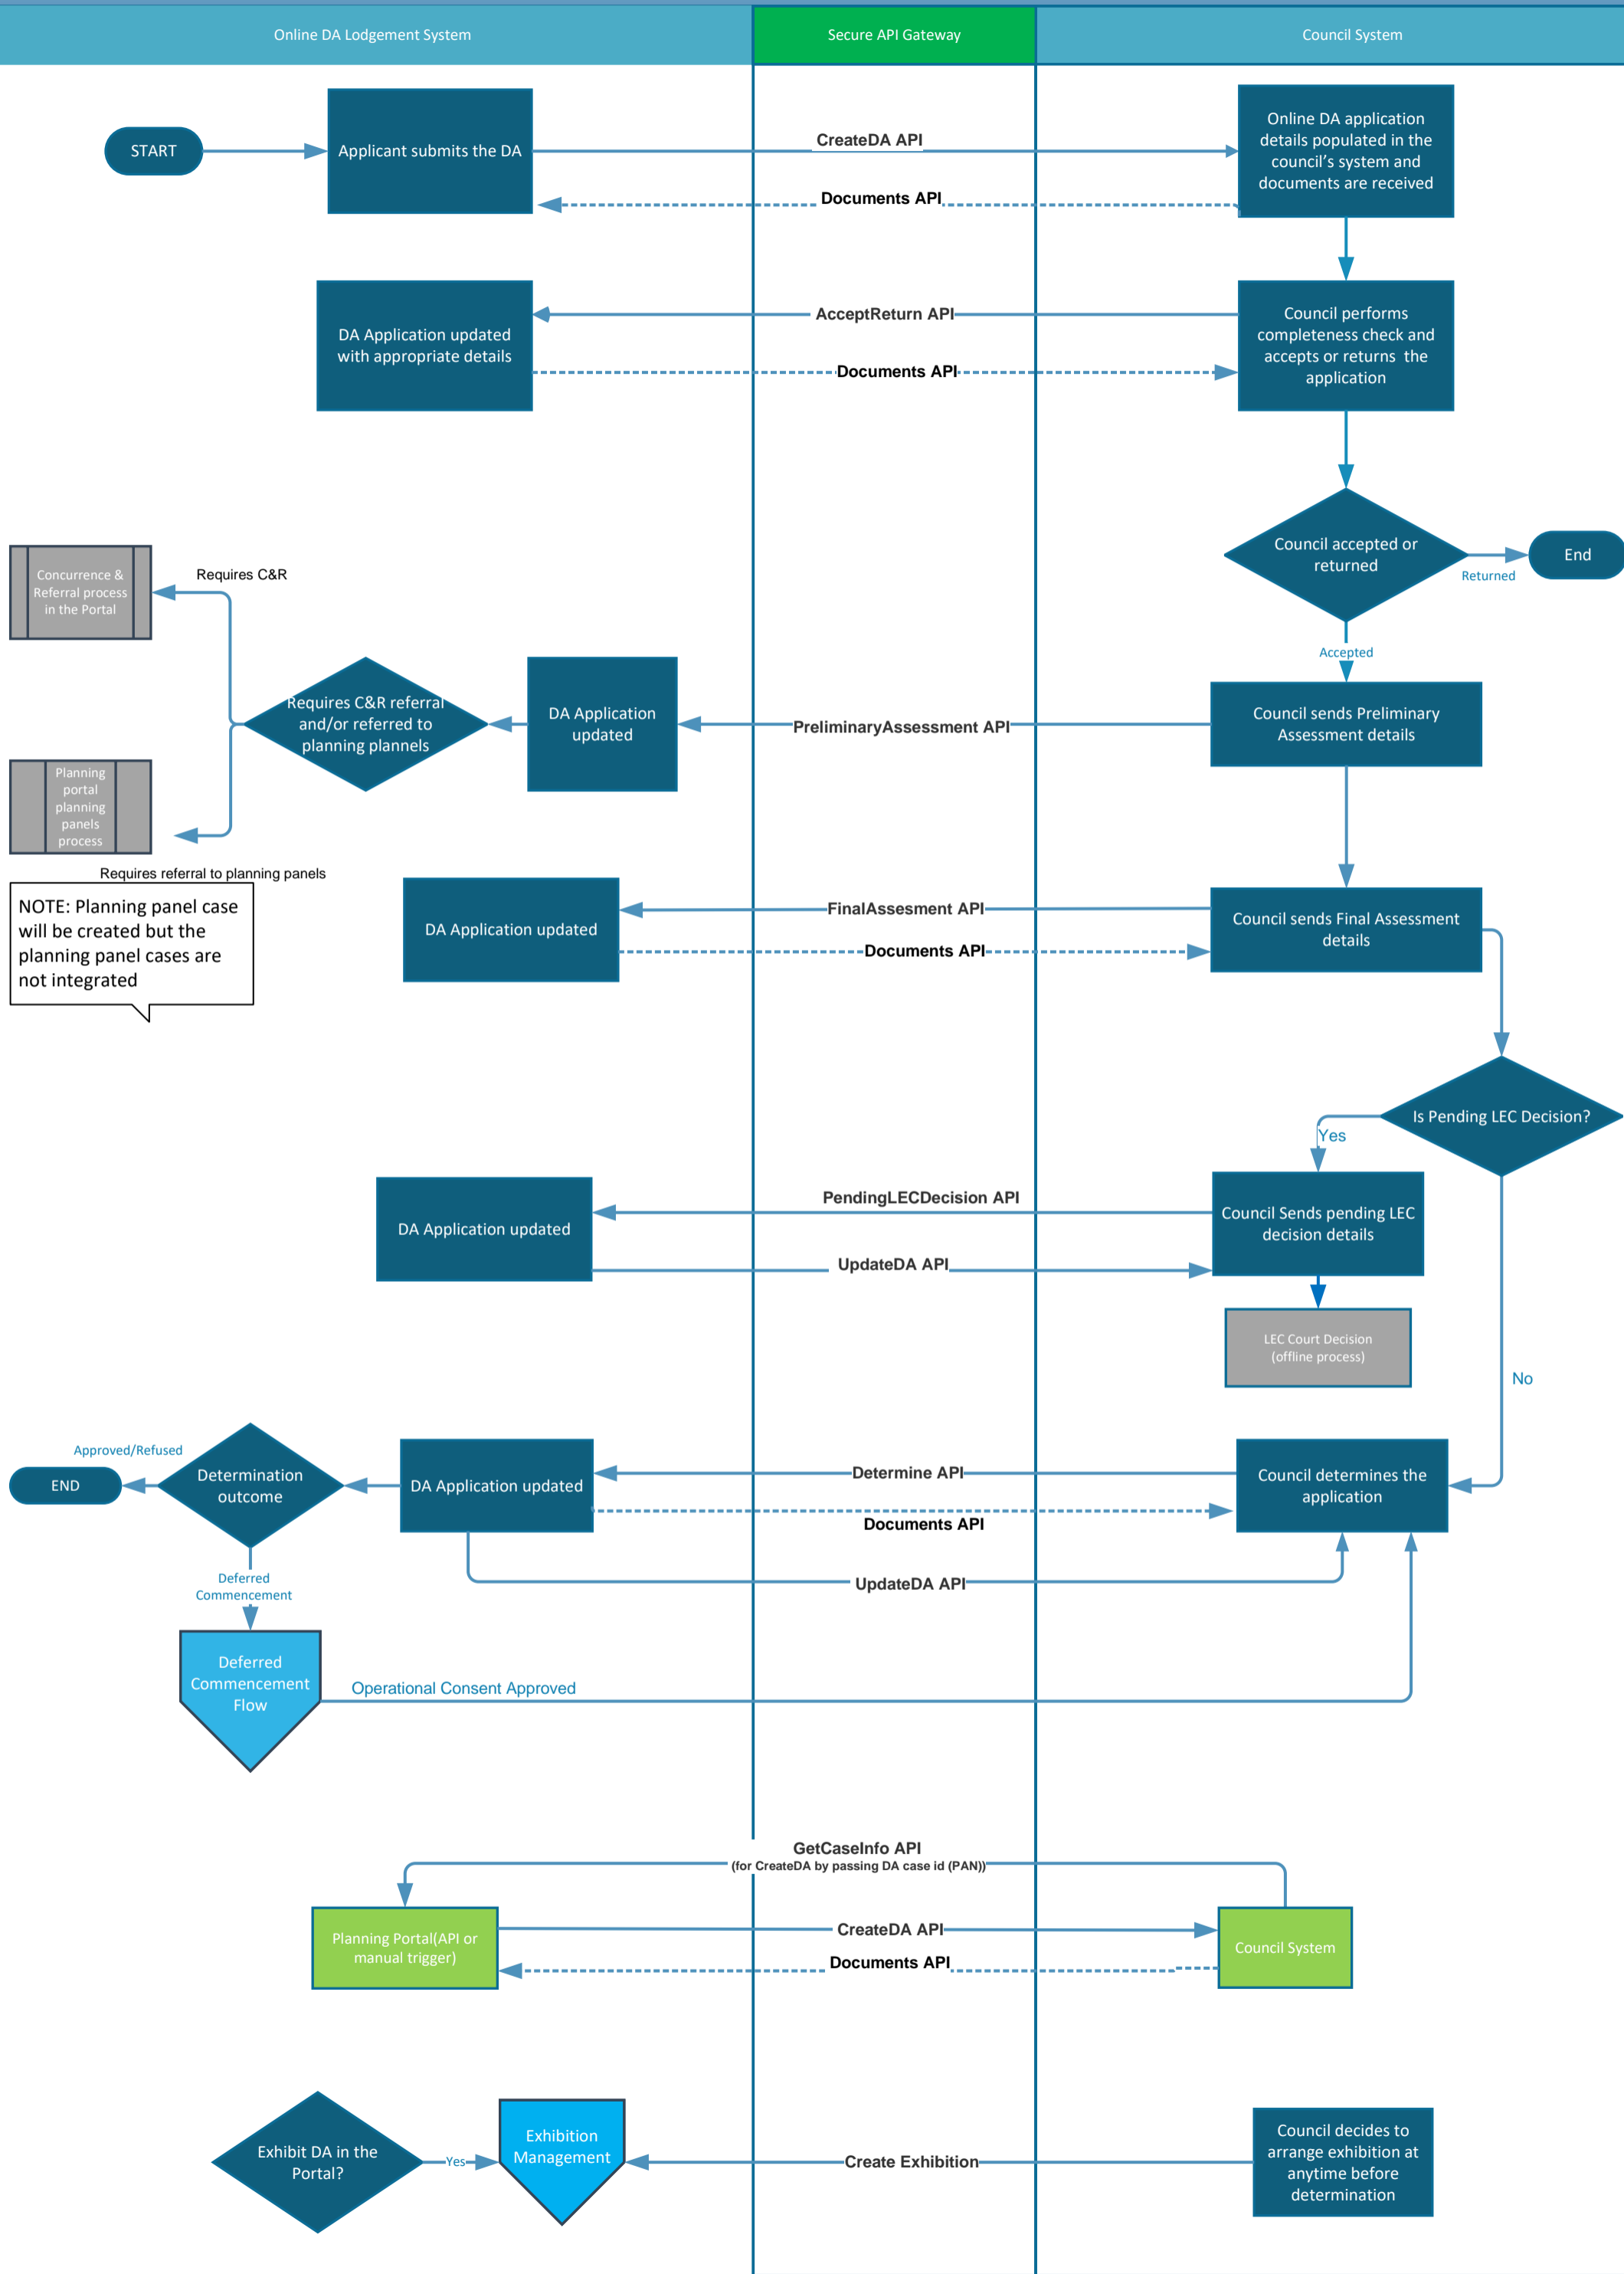 Online DA Lodgement System
Secure API Gateway
Council System
START
Applicant submits the DA
CreateDA API
Documents API
Online DA application
details populated in the
council’s system and
documents are received
DA Application updated
with appropriate details
AcceptReturn API
Documents API
Council performs
completeness check and
accepts or returns the
application
Council accepted or
returned
Returned
End
Accepted
Concurrence &
Referral process
in the Portal
Requires C&R
Requires C&R referral
and/or referred to
planning plannels
DA Application
updated
PreliminaryAssessment API
Council sends Preliminary
Assessment details
Planning
portal
planning
panels
process
Requires referral to planning panels
NOTE: Planning panel case
will be created but the
planning panel cases are
not integrated
DA Application updated
FinalAssesment API
Documents API
Council sends Final Assessment
details
Is Pending LEC Decision?
Yes
DA Application updated
PendingLECDecision API
UpdateDA API
Council Sends pending LEC
decision details
LEC Court Decision
(offline process)
No
Approved/Refused
END
Determination
outcome
DA Application updated
Determine API
Documents API
UpdateDA API
Council determines the
application
Deferred
Commencement
Deferred
Commencement
Flow
Operational Consent Approved
GetCaseInfo API
(for CreateDA by passing DA case id (PAN))
Planning Portal(API or
manual trigger)
CreateDA API
Documents API
Council System
Exhibit DA in the
Portal?
Yes
Exhibition
Management
Create Exhibition
Council decides to
arrange exhibition at
anytime before
determination